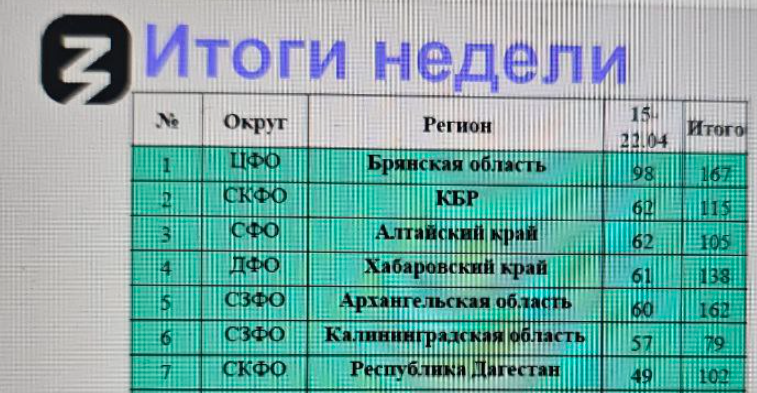 Итоги недели
№ Округ Регион 15-22.04 Итого
1 ЦФО Брянская область 98 167
2 СКФО КБР 62 115
3 СФО Алтайский край 62 105
4 ДФО Хабаровский край 61 138
5 СЗФО Архангельская область 60 162
6 СЗФО Калининградская область 57 79
7 СКФО Республика Дагестан 49 102